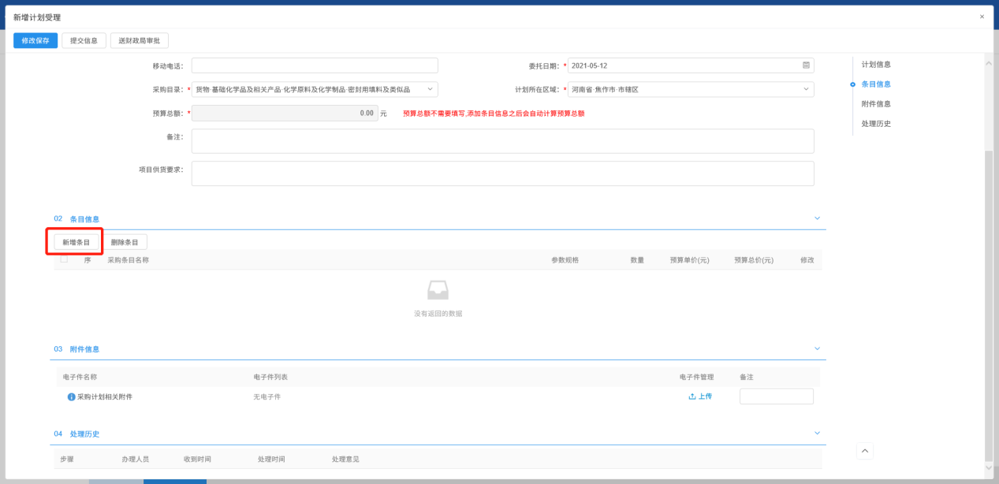 新增计划受理
×
修改保存 提交信息 送财政局审批
移动电话： 委托日期：* 2021-05-12
采购目录：* 货物·基础化学品及相关产品·化学原料及化学制品·密封用填料及类似品 计划所在区域：* 河南省·焦作市·市辖区
预算总额：* 0.00 元 预算总额不需要填写,添加条目信息之后会自动计算预算总额
备注：
项目供货要求：
计划信息
条目信息
附件信息
处理历史
02 条目信息
新增条目 删除条目
序 采购条目名称 参数规格 数量 预算单价(元) 预算总价(元) 修改
没有返回的数据
03 附件信息
电子件名称 电子件列表 电子件管理 备注
采购计划相关附件 无电子件 上传
04 处理历史
步骤 办理人员 收到时间 处理时间 处理意见